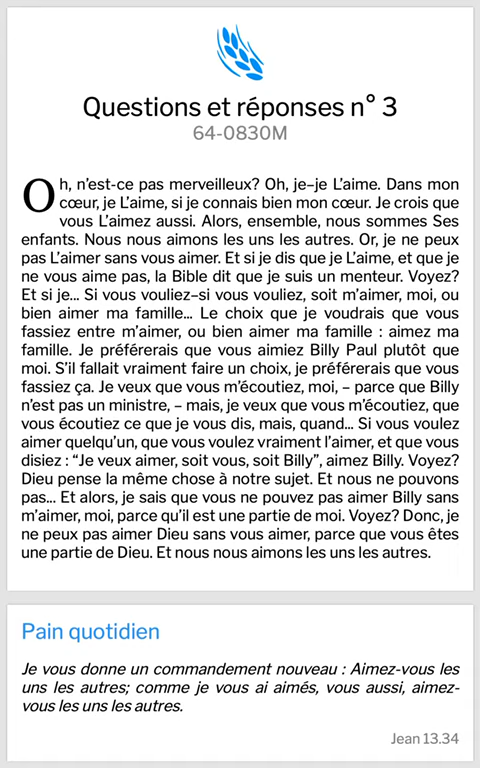 Questions et réponses n° 3
64-0830M
Oh, n’est-ce pas merveilleux? Oh, je–je L’aime. Dans mon
cœur, je L’aime, si je connais bien mon cœur. Je crois que
vous L’aimez aussi. Alors, ensemble, nous sommes Ses
enfants. Nous nous aimons les uns les autres. Or, je ne peux
pas L’aimer sans vous aimer. Et si je dis que je L’aime, et que je
ne vous aime pas, la Bible dit que je suis un menteur. Voyez?
Et si je... Si vous vouliez–si vous vouliez, soit m’aimer, moi, ou
bien aimer ma famille... Le choix que je voudrais que vous
fassiez entre m’aimer, ou bien aimer ma famille : aimez ma
famille. Je préférerais que vous aimiez Billy Paul plutôt que
moi. S’il fallait vraiment faire un choix, je préférerais que vous
fassiez ça. Je veux que vous m’écoutiez, moi, – parce que Billy
n’est pas un ministre, – mais, je veux que vous m’écoutiez, que
vous écoutiez ce que je vous dis, mais, quand... Si vous voulez
aimer quelqu’un, que vous voulez vraiment l’aimer, et que vous
disiez : “Je veux aimer, soit vous, soit Billy”, aimez Billy. Voyez?
Dieu pense la même chose à notre sujet. Et nous ne pouvons
pas... Et alors, je sais que vous ne pouvez pas aimer Billy sans
m’aimer, moi, parce qu’il est une partie de moi. Voyez? Donc, je
ne peux pas aimer Dieu sans vous aimer, parce que vous êtes
une partie de Dieu. Et nous nous aimons les uns les autres.
Pain quotidien
Je vous donne un commandement nouveau : Aimez-vous les
uns les autres; comme je vous ai aimés, vous aussi, aimez-
vous les uns les autres.
Jean 13.34